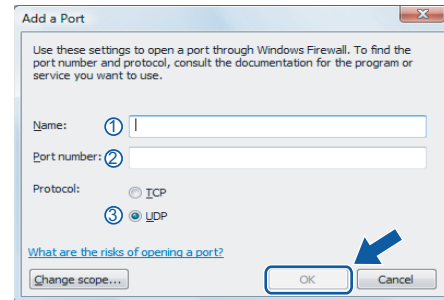 Add a Port
Use these settings to open a port through Windows Firewall. To find the
port number and protocol, consult the documentation for the program or
service you want to use.
Name: 1
Port number: 2
Protocol:
TCP
3 UDP
What are the risks of opening a port?
Change scope... OK Cancel